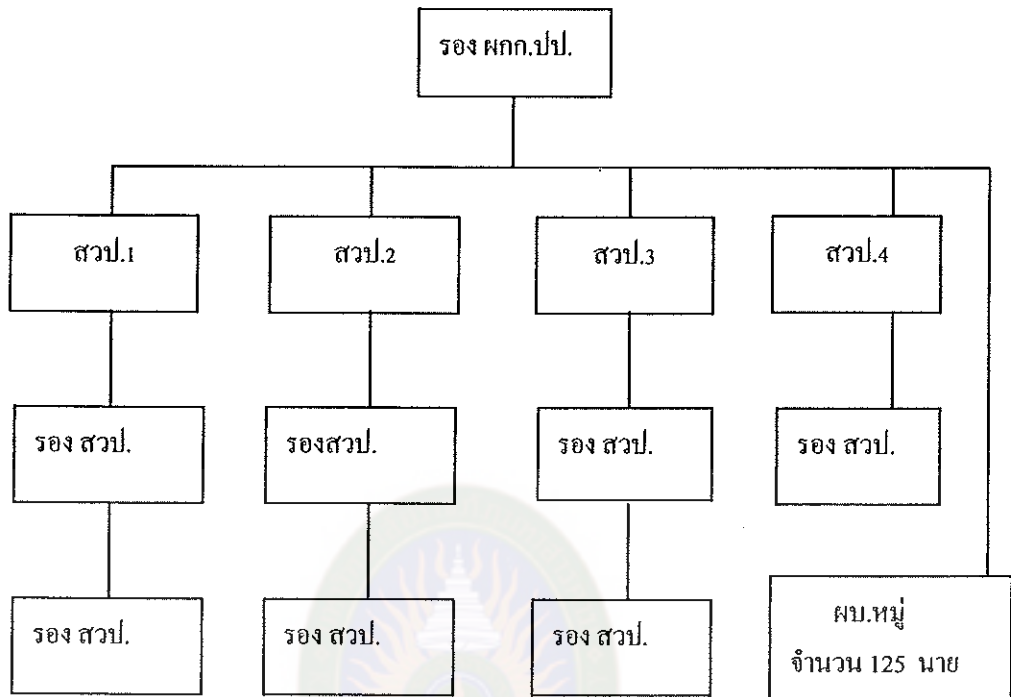 รอง ผกก.ปป.
สวป.1
สวป.2
สวป.3
สวป.4
รอง สวป.
รองสวป.
รอง สวป.
รอง สวป.
รอง สวป.
รอง สวป.
รอง สวป.
ผบ.หมู่
จำนวน 125 นาย